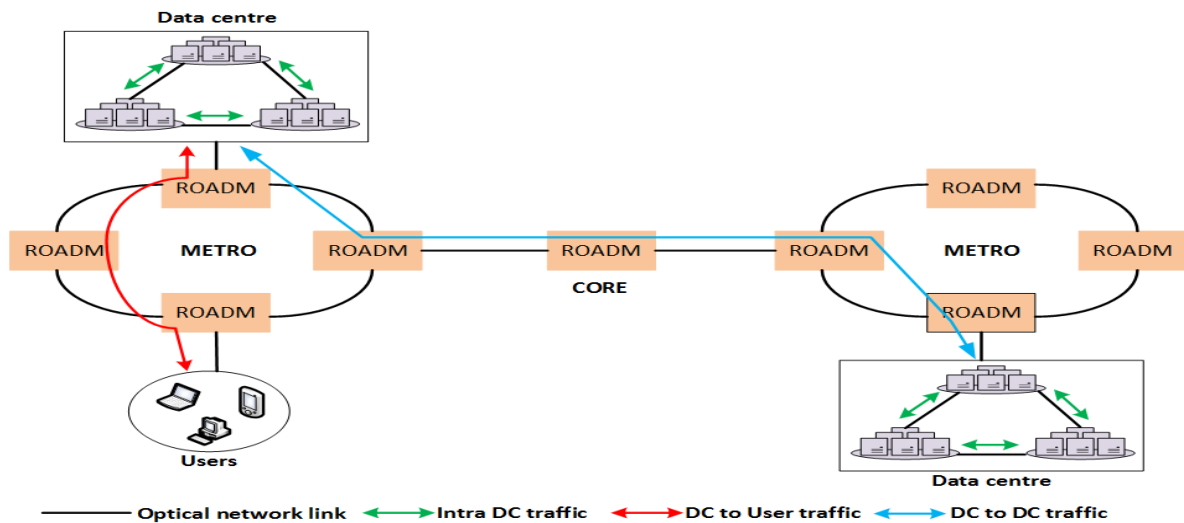 Data centre
ROADM
ROADM
ROADM
METRO
ROADM
ROADM
ROADM
METRO
ROADM
CORE
ROADM
ROADM
Users
Data centre
Optical network link
Intra DC traffic
DC to User traffic
DC to DC traffic